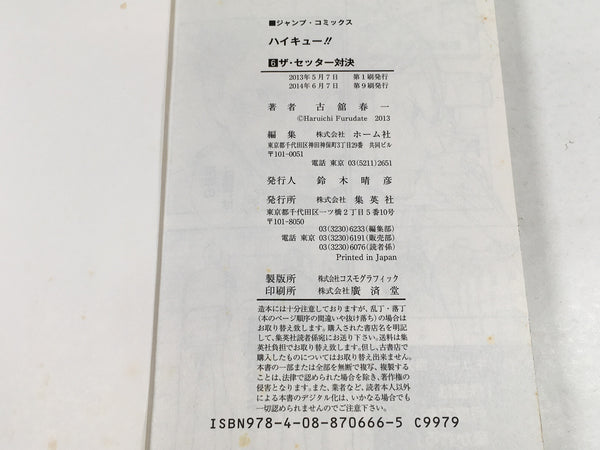 ■ジャンプ・コミックス
ハイキュー!!
6ザ・セッター対決
2013年5月7日 第1刷発行
2014年6月7日 第9刷発行
著者 古舘春一
©Haruichi Furudate 2013
編集 株式会社 ホーム社
東京都千代田区神田神保町3丁目29番 共同ビル
〒101-0051
電話 東京 03(5211)2651
発行人 鈴木晴彦
発行所 株式会社 集英社
東京都千代田区一ツ橋2丁目5番10号
〒101-8050
03(3230)6233(編集部)
電話 東京 03(3230)6191(販売部)
03(3230)6076(読者係)
Printed in Japan
製版所 株式会社コスモグラフィック
印刷所 株式会社 廣済堂
造本には十分注意しておりますが、乱丁・落丁
(本のページ順序の間違いや抜け落ち)の場合は
お取り替え致します。購入された書店名を明記
して、集英社読者係宛にお送り下さい。送料は集
英社負担でお取り替え致します。但し、古書店で
購入したものについてはお取り替え出来ません。
本書の一部または全部を無断で複写、複製する
ことは、法律で認められた場合を除き、著作権の
侵害となります。また、業者など、読者本人以外
による本書のデジタル化は、いかなる場合でも
一切認められませんのでご注意下さい。
ISBN978-4-08-870666-5 C9979